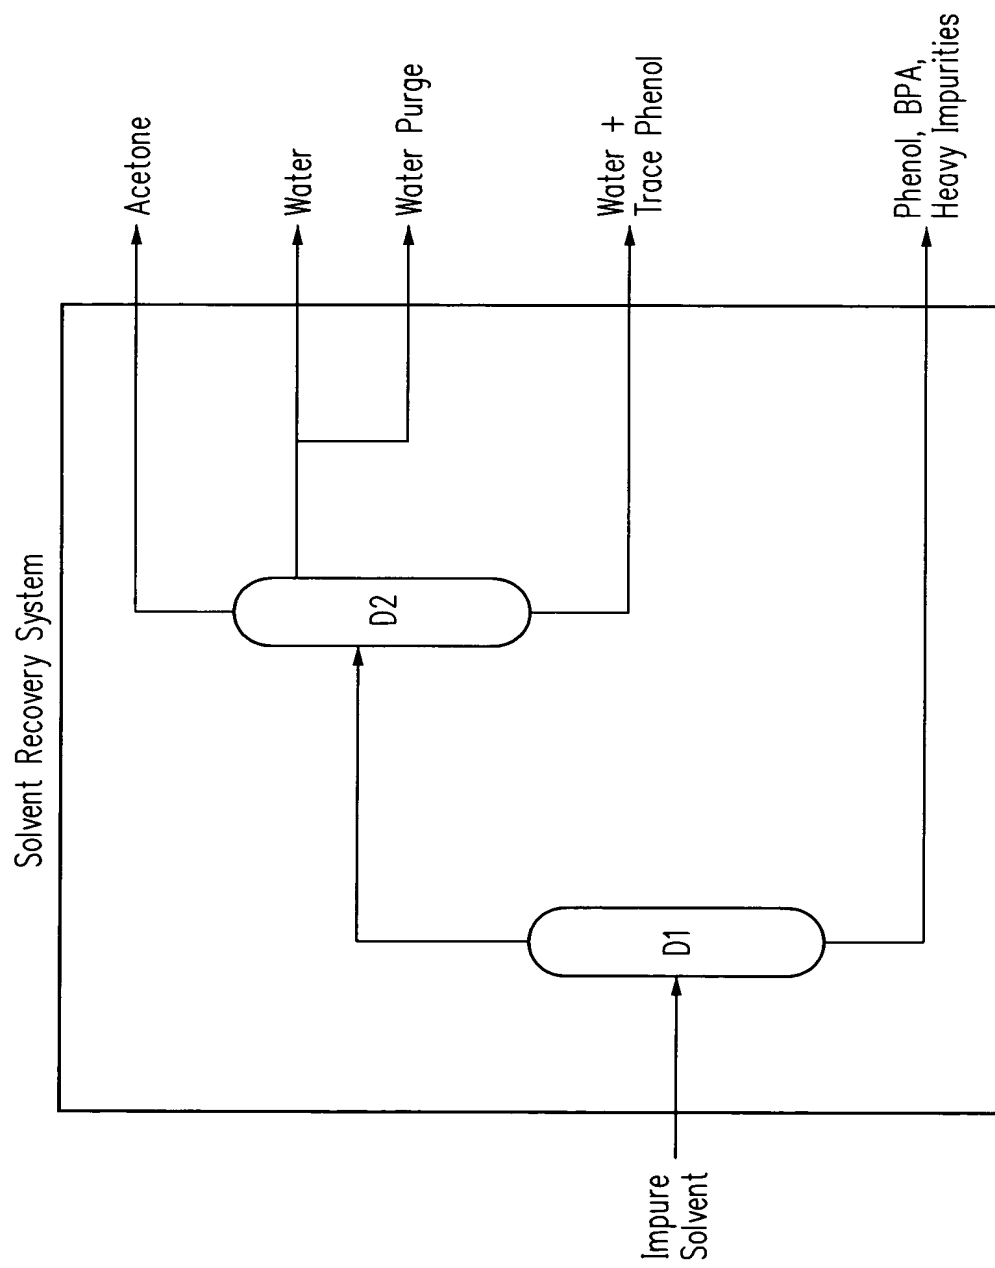 Solvent Recovery System
Acetone
Water
Water Purge
Water +
Trace Phenol
Phenol, BPA,
Heavy Impurities
D2
D1
Impure
Solvent